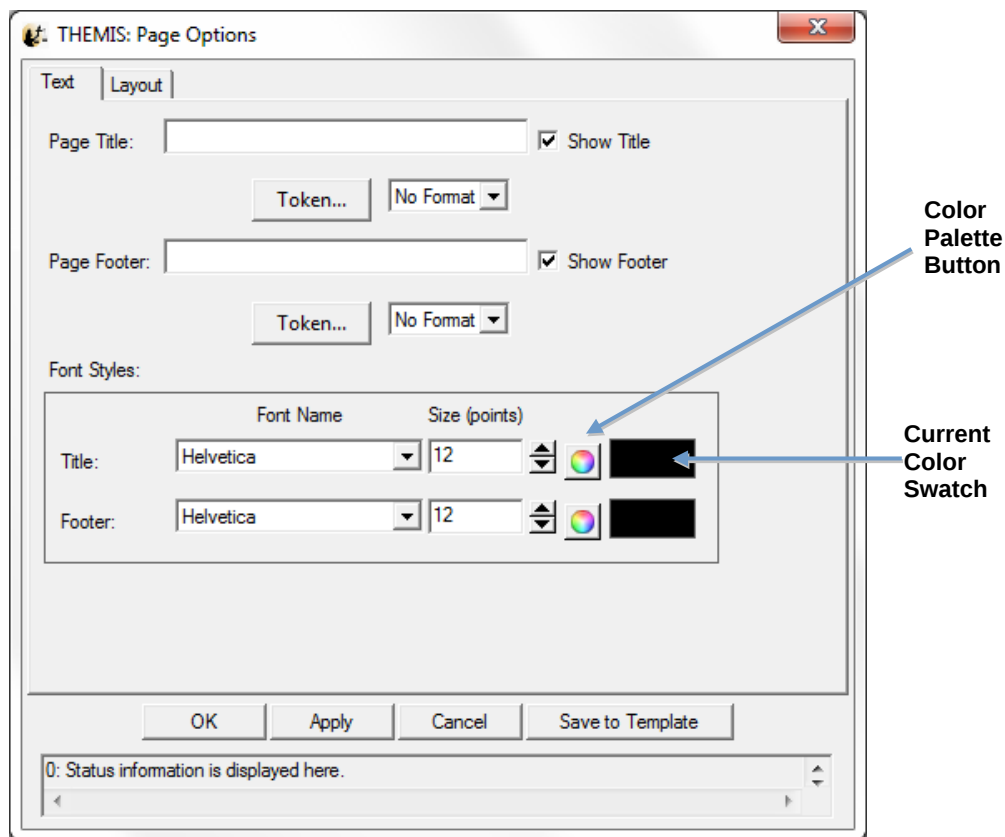 THEMIS: Page Options
Text Layout
Page Title: Show Title
Token... No Format
Color
Palette
Button
Page Footer: Show Footer
Token... No Format
Font Styles:
Font Name Size (points)
Title: Helvetica 12
Current
Color
Swatch
Footer: Helvetica 12
OK Apply Cancel Save to Template
0: Status information is displayed here.